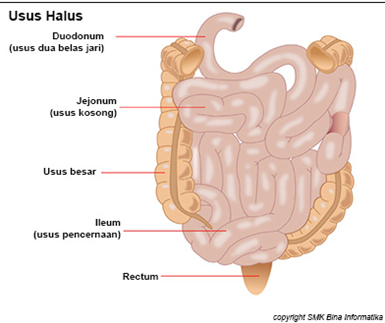 Usus Halus
Duodonum
(usus dua belas jari)
Jejonum
(usus kosong)
Usus besar
Ileum
(usus pencernaan)
Rectum
copyright SMK Bina Informatika